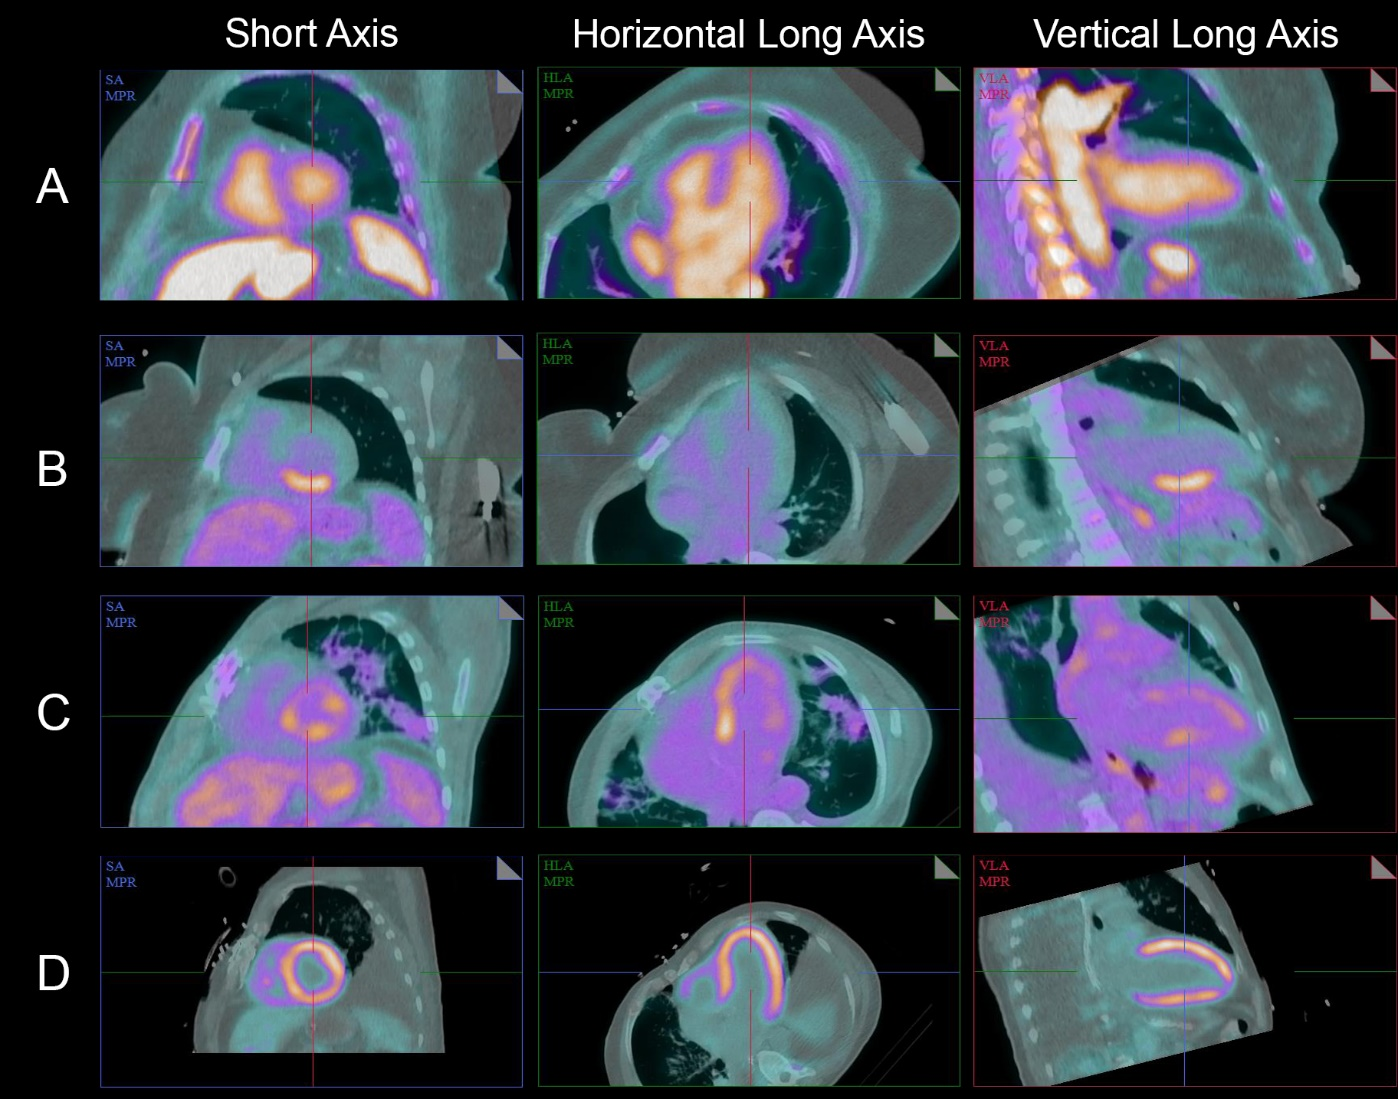 Short Axis Horizontal Long Axis Vertical Long Axis
A
SA
MPR
HLA
MPR
VLA
MPR
B
SA
MPR
HLA
MPR
VLA
MPR
C
SA
MPR
HLA
MPR
VLA
MPR
D
SA
MPR
HLA
MPR
VLA
MPR